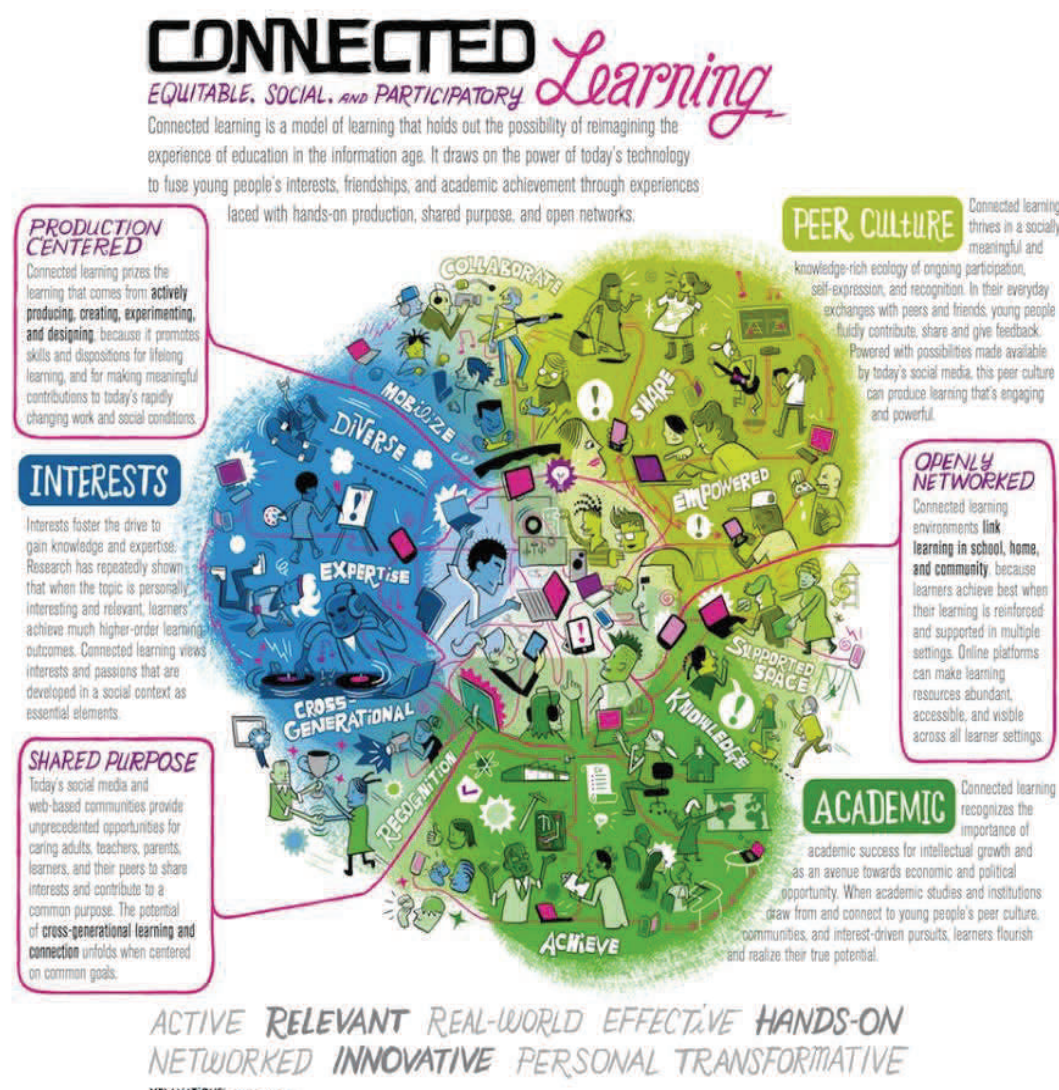 CONNECTED Learning
EQUITABLE, SOCIAL, AND PARTICIPATORY
Connected learning is a model of learning that holds out the possibility of reimagining the
experience of education in the information age. It draws on the power of today's technology
to fuse young people's interests, friendships, and academic achievement through experiences
laced with hands-on production, shared purpose, and open networks.
PRODUCTION
CENTERED
Connected learning prizes the
learning that comes from actively
producing, creating, experimenting,
and designing, because it promotes
skills and dispositions for lifelong
learning, and for making meaningful
contributions to today's rapidly
changing work and social conditions.
INTERESTS
Interests foster the drive to
gain knowledge and expertise.
Research has repeatedly shown
that when the topic is personally
interesting and relevant, learners
achieve much higher-order learning
outcomes. Connected learning views
interests and passions that are
developed in a social context as
essential elements.
SHARED PURPOSE
Today's social media and
web-based communities provide
unprecedented opportunities for
caring adults, teachers, parents,
learners, and their peers to share
interests and contribute to a
common purpose. The potential
of cross-generational learning and
connection unfolds when centered
on common goals.
COLLABORATE
MOBILIZE
DIVERSE
SHARE
EMPOWERED
EXPERTISE
SUPPORTED
SPACE
CROSS-
GENERATIONAL
KNOWLEDGE
RECOGNITION
ACHIEVE
PEER CULTURE
Connected learning
thrives in a socially
meaningful and
knowledge-rich ecology of ongoing participation,
self-expression, and recognition. In their everyday
exchanges with peers and friends, young people
fluidly contribute, share and give feedback.
Powered with possibilities made available
by today's social media, this peer culture
can produce learning that's engaging
and powerful.
OPENLY
NETWORKED
Connected learning
environments link
learning in school, home,
and community, because
learners achieve best when
their learning is reinforced
and supported in multiple
settings. Online platforms
can make learning
resources abundant,
accessible, and visible
across all learner settings.
ACADEMIC
Connected learning
recognizes the
importance of
academic success for intellectual growth and
as an avenue towards economic and political
opportunity. When academic studies and institutions
draw from and connect to young people's peer culture,
communities, and interest-driven pursuits, learners flourish
and realize their true potential.
ACTIVE RELEVANT REAL-WORLD EFFECTIVE HANDS-ON
NETWORKED INNOVATIVE PERSONAL TRANSFORMATIVE